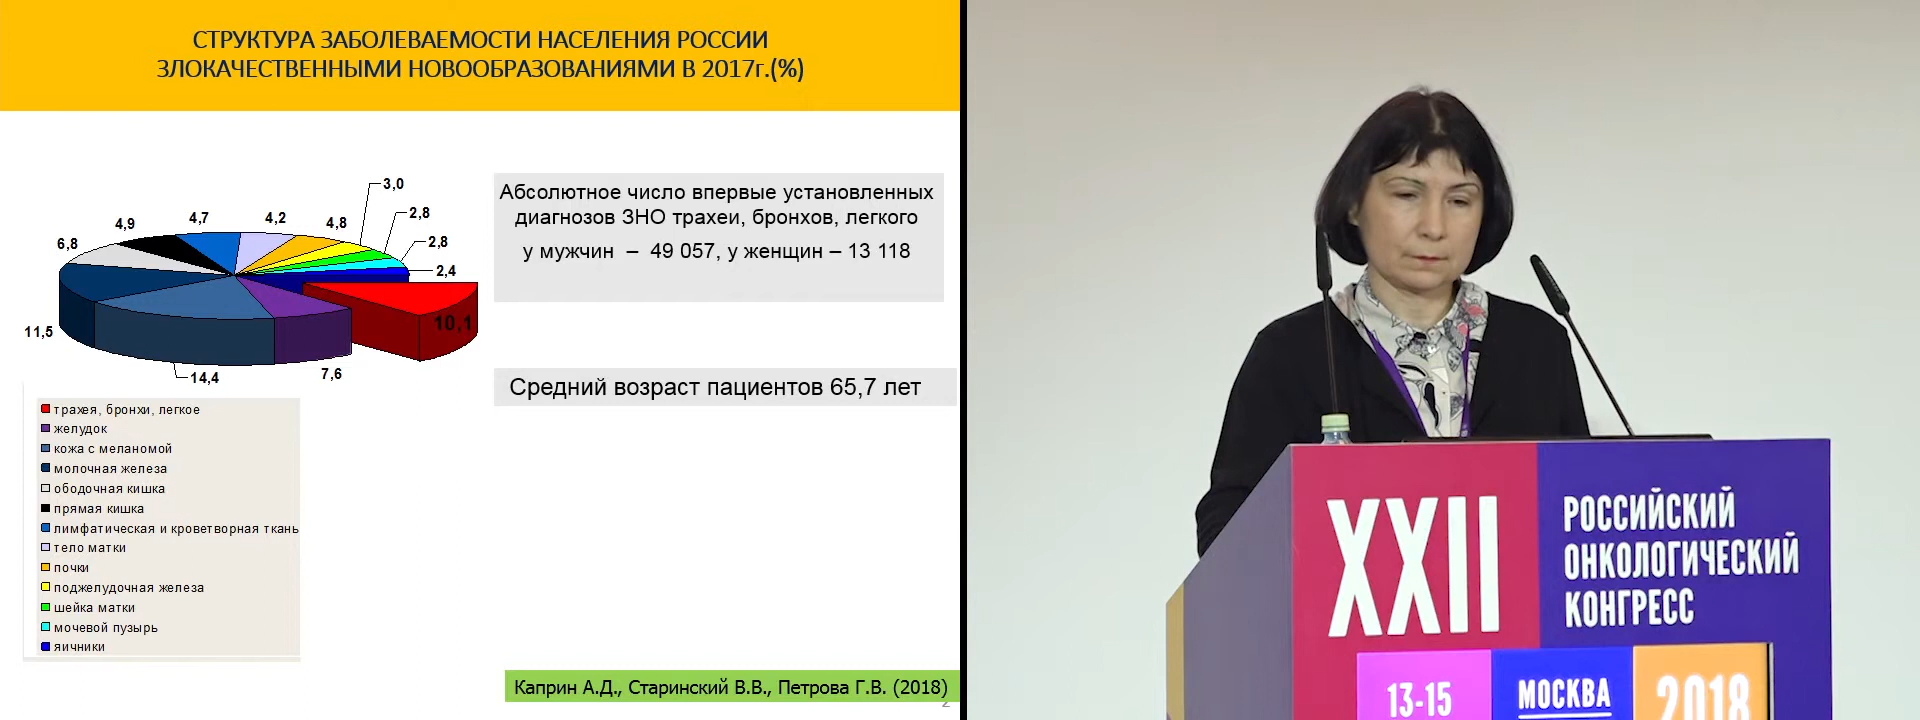 СТРУКТУРА ЗАБОЛЕВАЕМОСТИ НАСЕЛЕНИЯ РОССИИ
ЗЛОКАЧЕСТВЕННЫМИ НОВООБРАЗОВАНИЯМИ В 2017г.(%)
3,0
2,8
2,8
2,4
4,8
4,2
4,7
4,9
6,8
11,5
14,4
7,6
10,1
Абсолютное число впервые установленных
диагнозов ЗНО трахеи, бронхов, легкого
у мужчин – 49 057, у женщин – 13 118
Средний возраст пациентов 65,7 лет
трахея, бронхи, легкое
желудок
кожа с меланомой
молочная железа
ободочная кишка
прямая кишка
лимфатическая и кроветворная ткань
тело матки
почки
поджелудочная железа
шейка матки
мочевой пузырь
яичники
Каприн А.Д., Старинский В.В., Петрова Г.В. (2018)
2
XXII
РОССИЙСКИЙ
ОНКОЛОГИЧЕСКИЙ
КОНГРЕСС
13-15
МОСКВА
2018